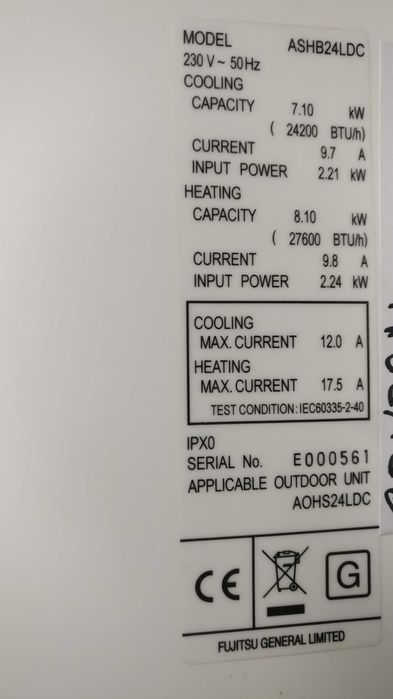 MODEL ASHB24LDC
230 V ~ 50 Hz
COOLING
CAPACITY 7.10 kW
( 24200 BTU/h)
CURRENT 9.7 A
INPUT POWER 2.21 kW
HEATING
CAPACITY 8.10 kW
( 27600 BTU/h)
CURRENT 9.8 A
INPUT POWER 2.24 kW
COOLING
MAX. CURRENT 12.0 A
HEATING
MAX. CURRENT 17.5 A
TEST CONDITION : IEC60335-2-40
IPX0
SERIAL No. E000561
APPLICABLE OUTDOOR UNIT
AOHS24LDC
CE G
FUJITSU GENERAL LIMITED